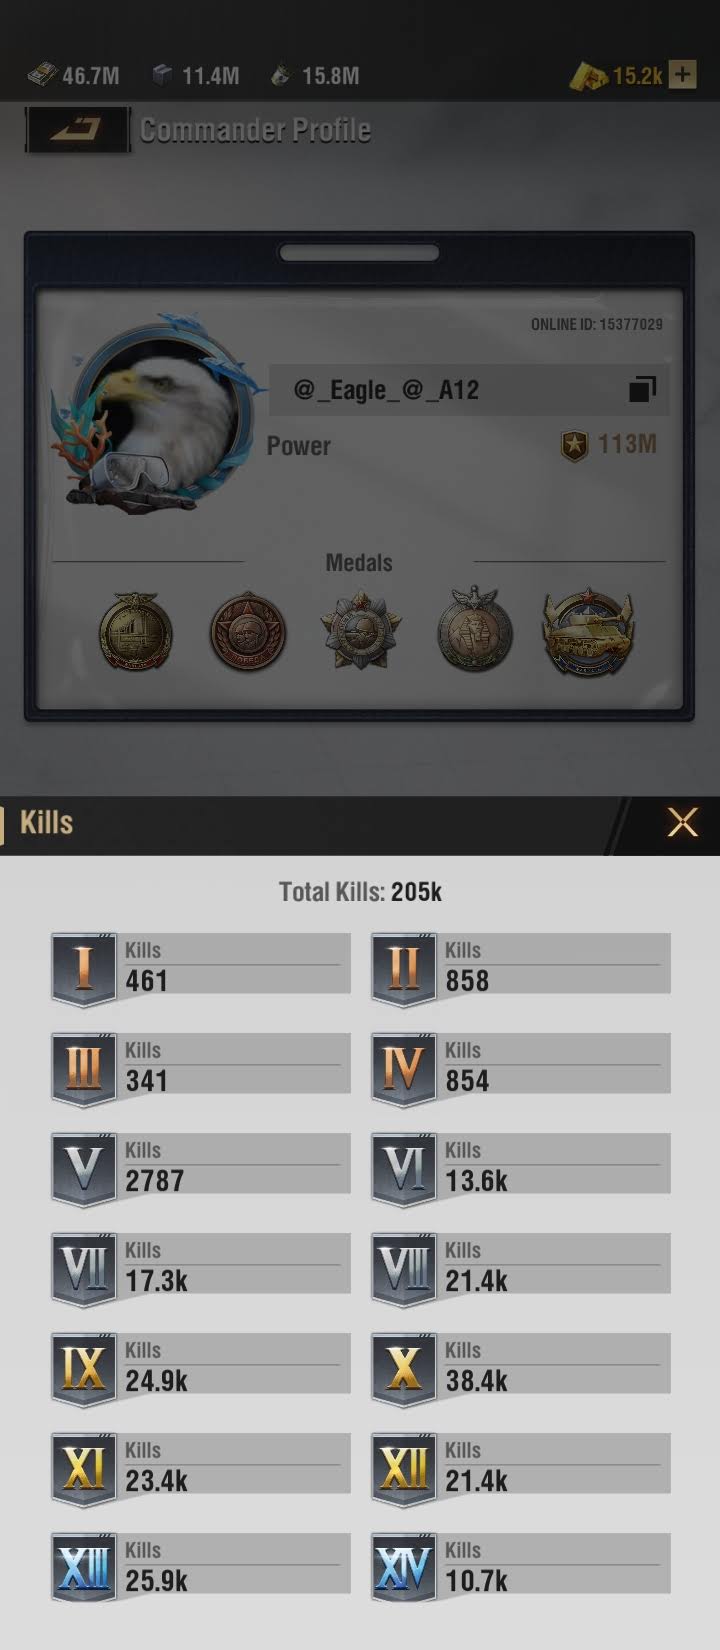 46.7M 11.4M 15.8M 15.2k +
Commander Profile
ONLINE ID: 15377029
@_Eagle_@_A12
Power 113M
Medals
Kills
Total Kills: 205k
I Kills 461
II Kills 858
III Kills 341
IV Kills 854
V Kills 2787
VI Kills 13.6k
VII Kills 17.3k
VIII Kills 21.4k
IX Kills 24.9k
X Kills 38.4k
XI Kills 23.4k
XII Kills 21.4k
XIII Kills 25.9k
XIV Kills 10.7k